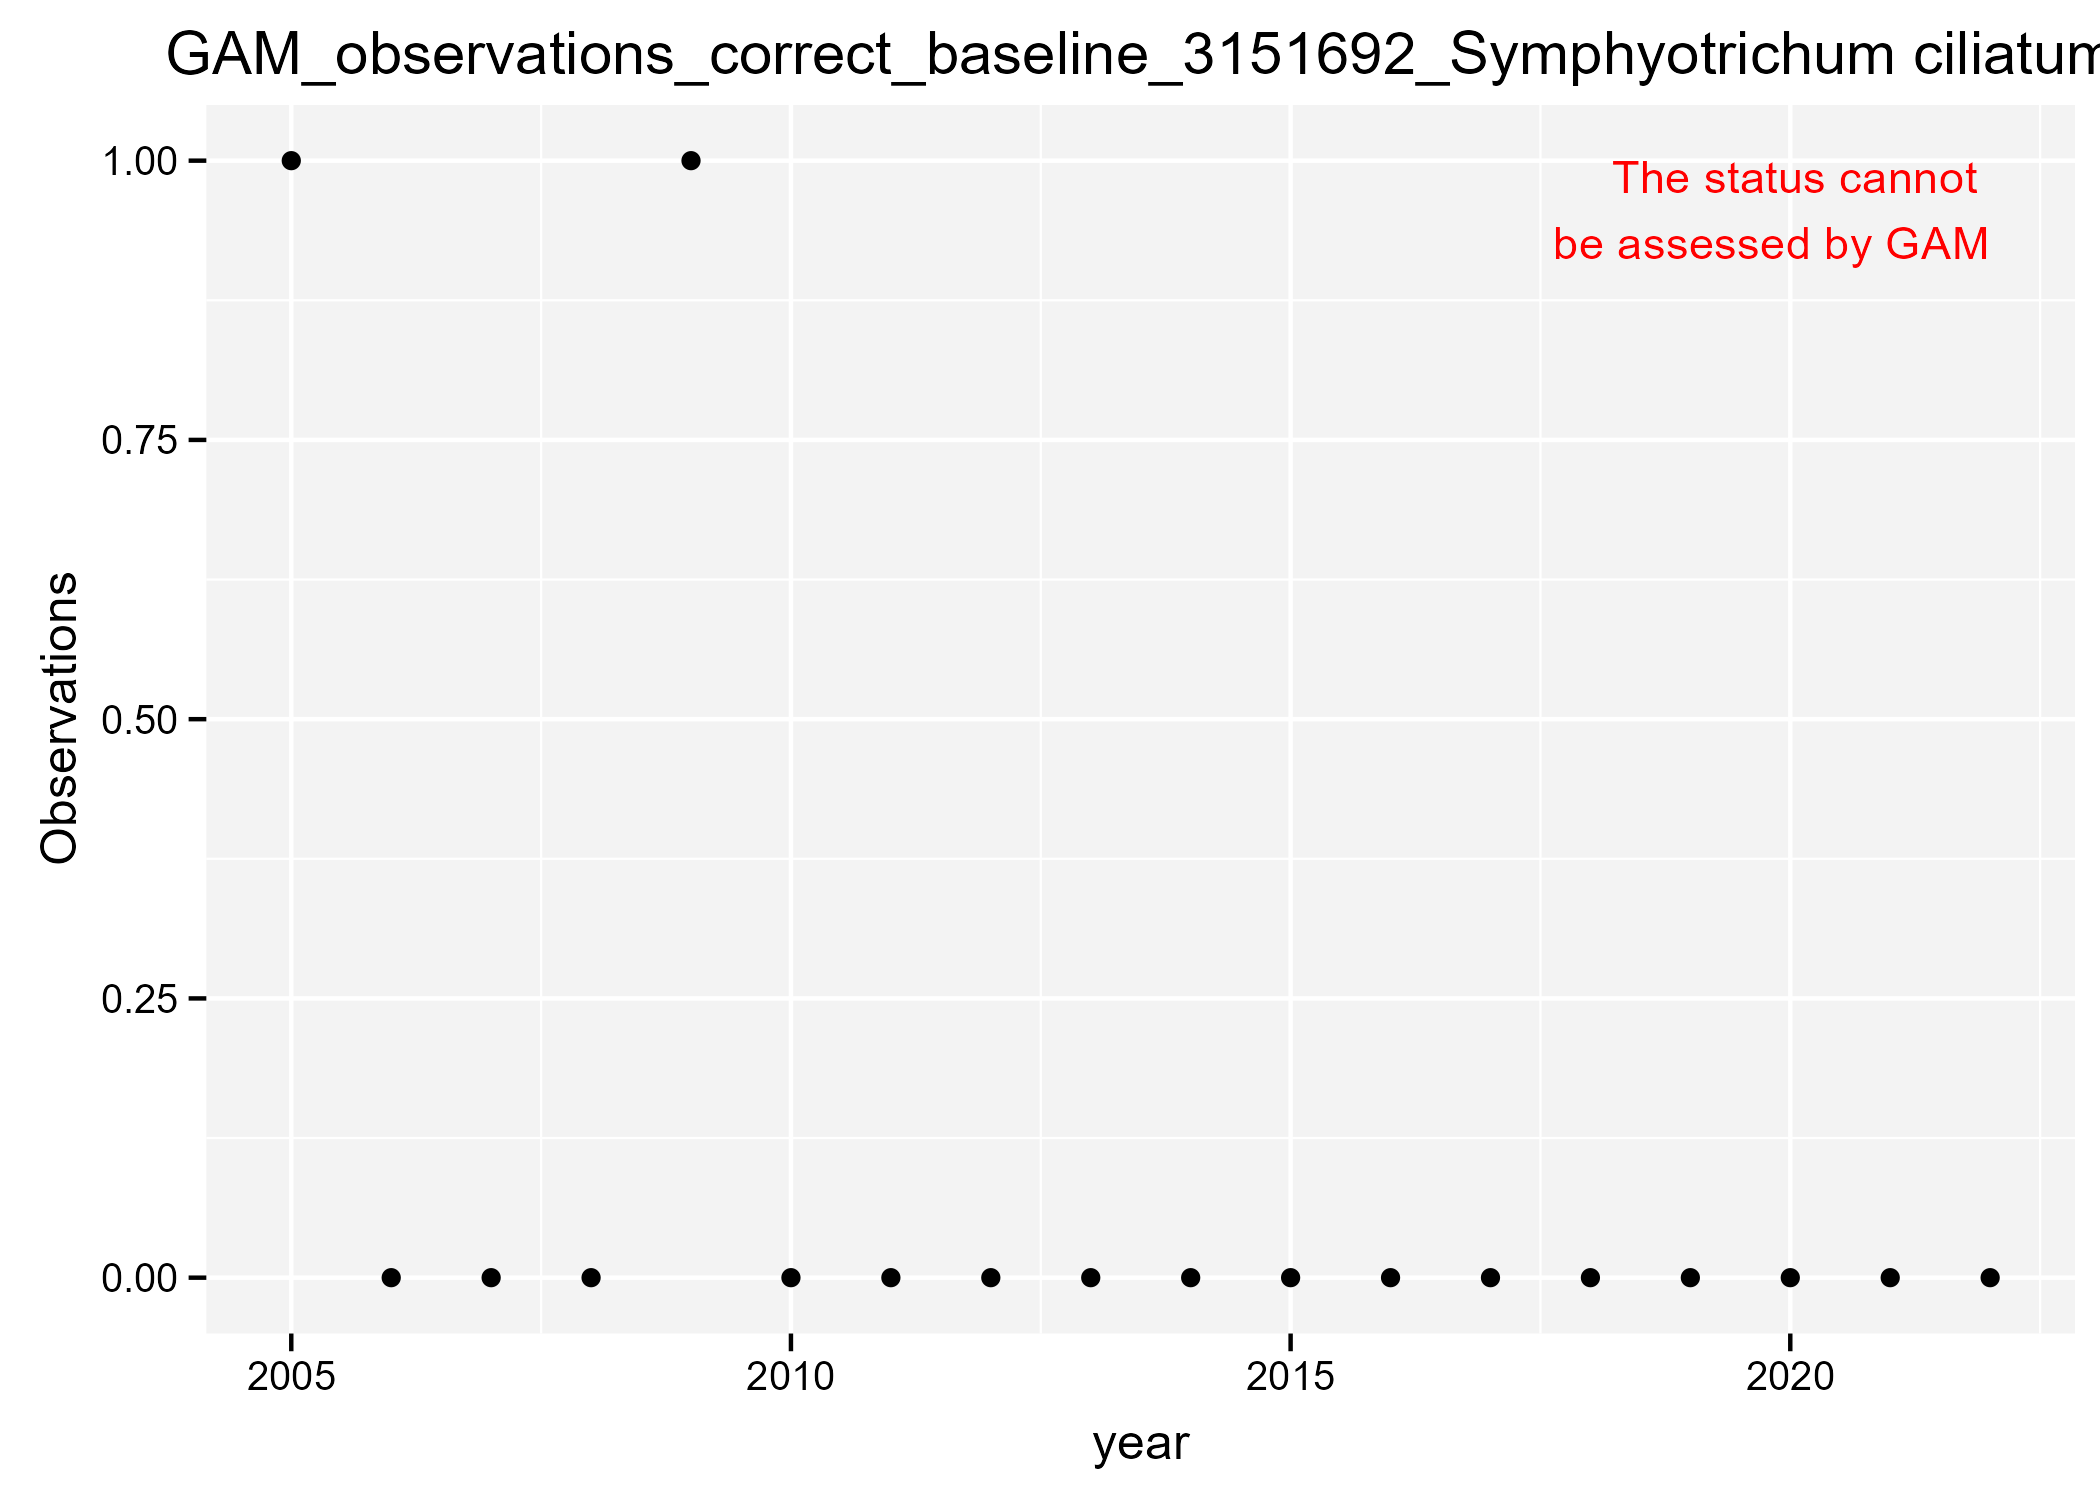 GAM_observations_correct_baseline_3151692_Symphyotrichum ciliatum
The status cannot
be assessed by GAM
1.00
0.75
0.50
0.25
0.00
Observations
2005 2010 2015 2020
year